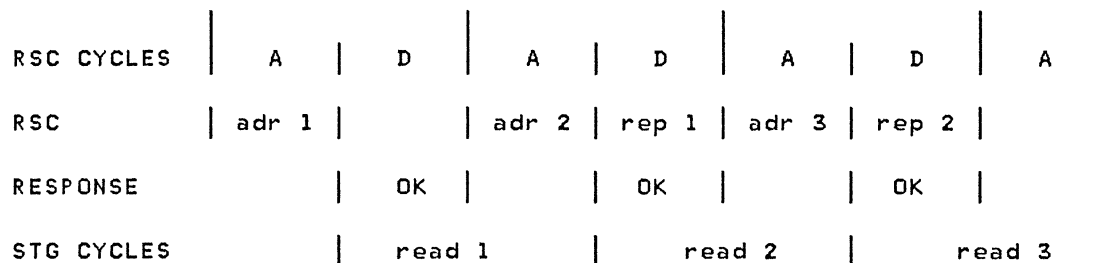 RSC CYCLES | A | D | A | D | A | D | A
RSC | adr 1 | | adr 2 | rep 1 | adr 3 | rep 2 |
RESPONSE | OK | | OK | | OK |
STG CYCLES | read 1 | read 2 | read 3